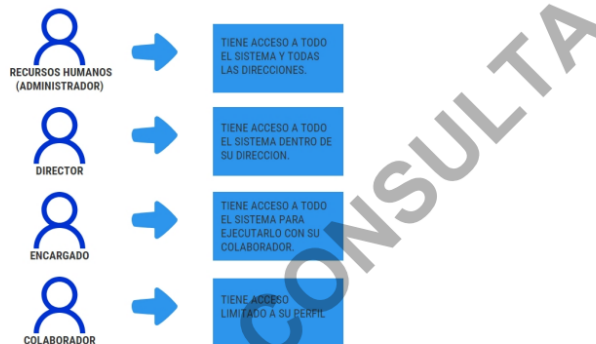 RECURSOS HUMANOS
(ADMINISTRADOR)
TIENE ACCESO A TODO
EL SISTEMA Y TODAS
LAS DIRECCIONES.
DIRECTOR
TIENE ACCESO A TODO
EL SISTEMA DENTRO DE
SU DIRECCION.
ENCARGADO
TIENE ACCESO A TODO
EL SISTEMA PARA
EJECUTARLO CON SU
COLABORADOR.
COLABORADOR
TIENE ACCESO
LIMITADO A SU PERFIL
CONSULTA